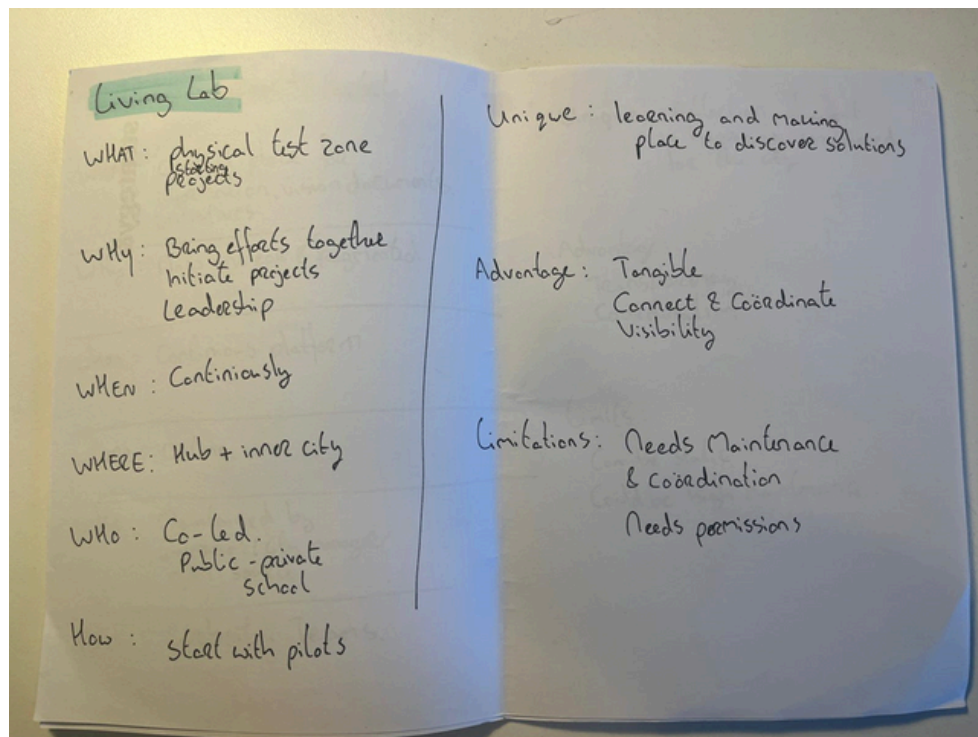 Living Lab
WHAT: physical test zone
starting
projects
WHY: Bring efforts together
Initiate projects
Leadership
WHEN: Continiously
WHERE: Hub + inner city
WHO: Co-led.
Public - private
school
How: start with pilots
Unique: learning and making
place to discover solutions
Advantage: Tangible
Connect & Coördinate
Visibility
Limitations: Needs Maintenance
& coördination
Needs permissions